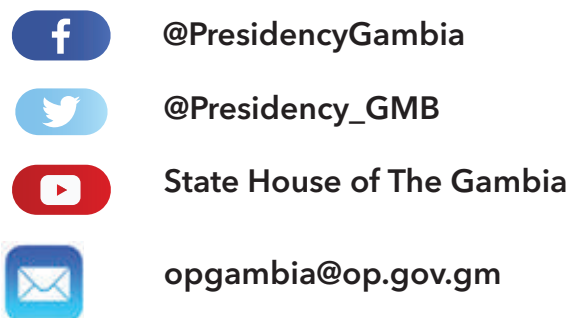 @PresidencyGambia
@Presidency_GMB
State House of The Gambia
opgambia@op.gov.gm